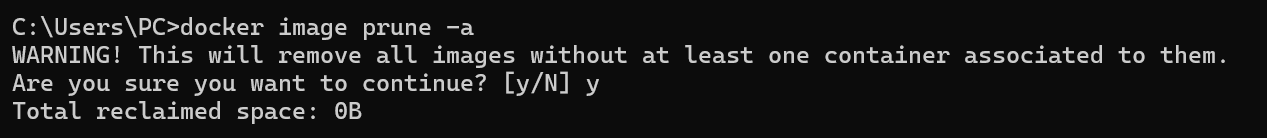 C:\Users\PC>docker image prune -a
WARNING! This will remove all images without at least one container associated to them.
Are you sure you want to continue? [y/N] y
Total reclaimed space: 0B